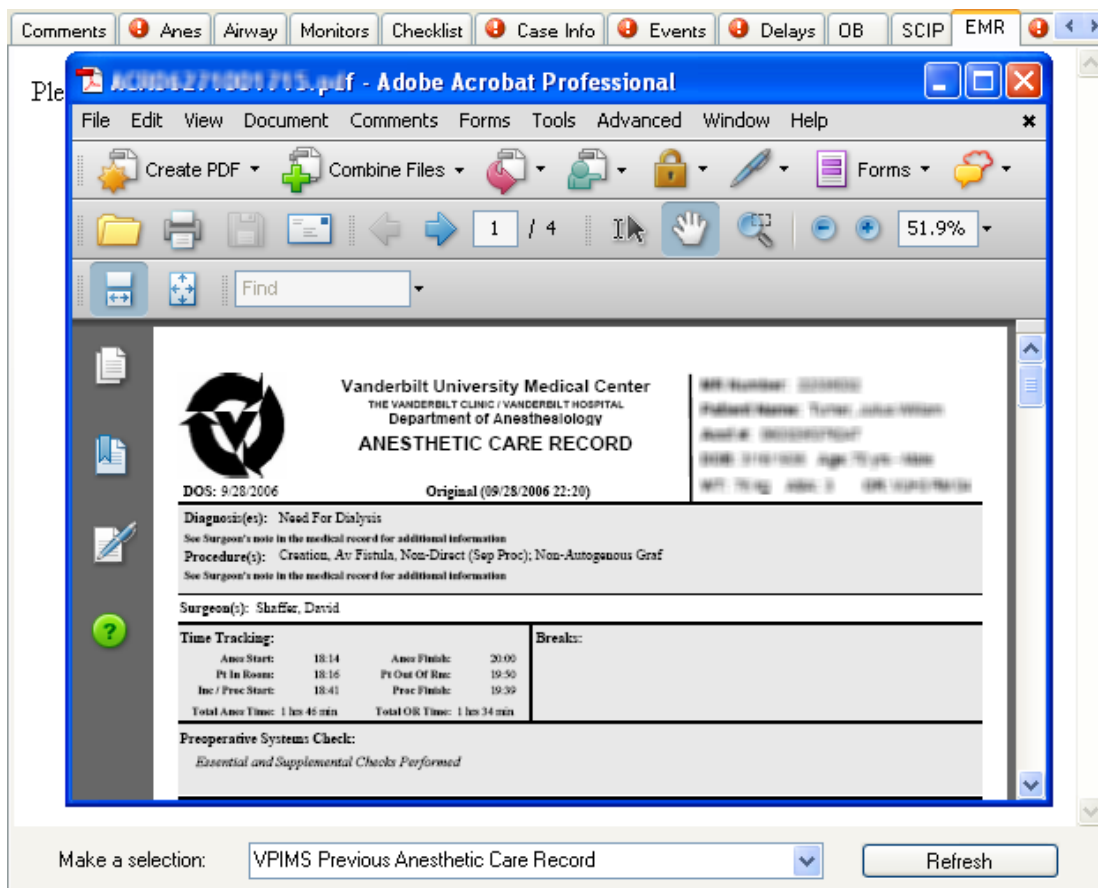 Comments Anes Airway Monitors Checklist Case Info Events Delays OB SCIP EMR
Ple
f - Adobe Acrobat Professional
File Edit View Document Comments Forms Tools Advanced Window Help
Create PDF Combine Files Forms
1 / 4 51.9%
Find
Vanderbilt University Medical Center
THE VANDERBILT CLINIC / VANDERBILT HOSPITAL
Department of Anesthesiology
ANESTHETIC CARE RECORD
DOS: 9/28/2006 Original (09/28/2006 22:20)
Diagnosis(es): Need For Dialysis
See Surgeon's note in the medical record for additional information
Procedure(s): Creation, Av Fistula, Non-Direct (Sep Proc); Non-Autogenous Graf
See Surgeon's note in the medical record for additional information
Surgeon(s): Shaffer, David
Time Tracking: Breaks:
Anes Start: 18:14 Anes Finish: 20:00
Pt In Room: 18:16 Pt Out Of Rm: 19:50
Inc / Proc Start: 18:41 Proc Finish: 19:39
Total Anes Time: 1 hrs 46 min Total OR Time: 1 hrs 34 min
Preoperative Systems Check:
Essential and Supplemental Checks Performed
Make a selection: VPIMS Previous Anesthetic Care Record Refresh